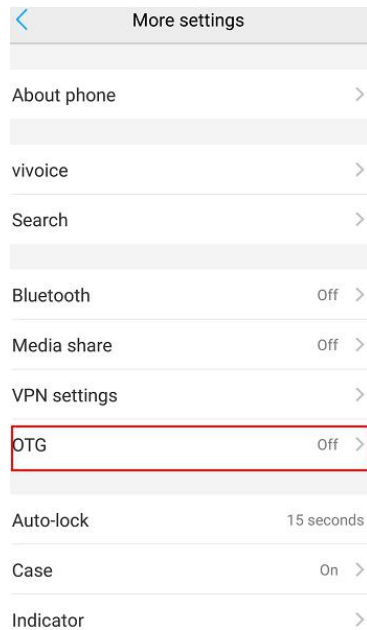 More settings
About phone
vivoice
Search
Bluetooth Off
Media share Off
VPN settings
OTG Off
Auto-lock 15 seconds
Case On
Indicator